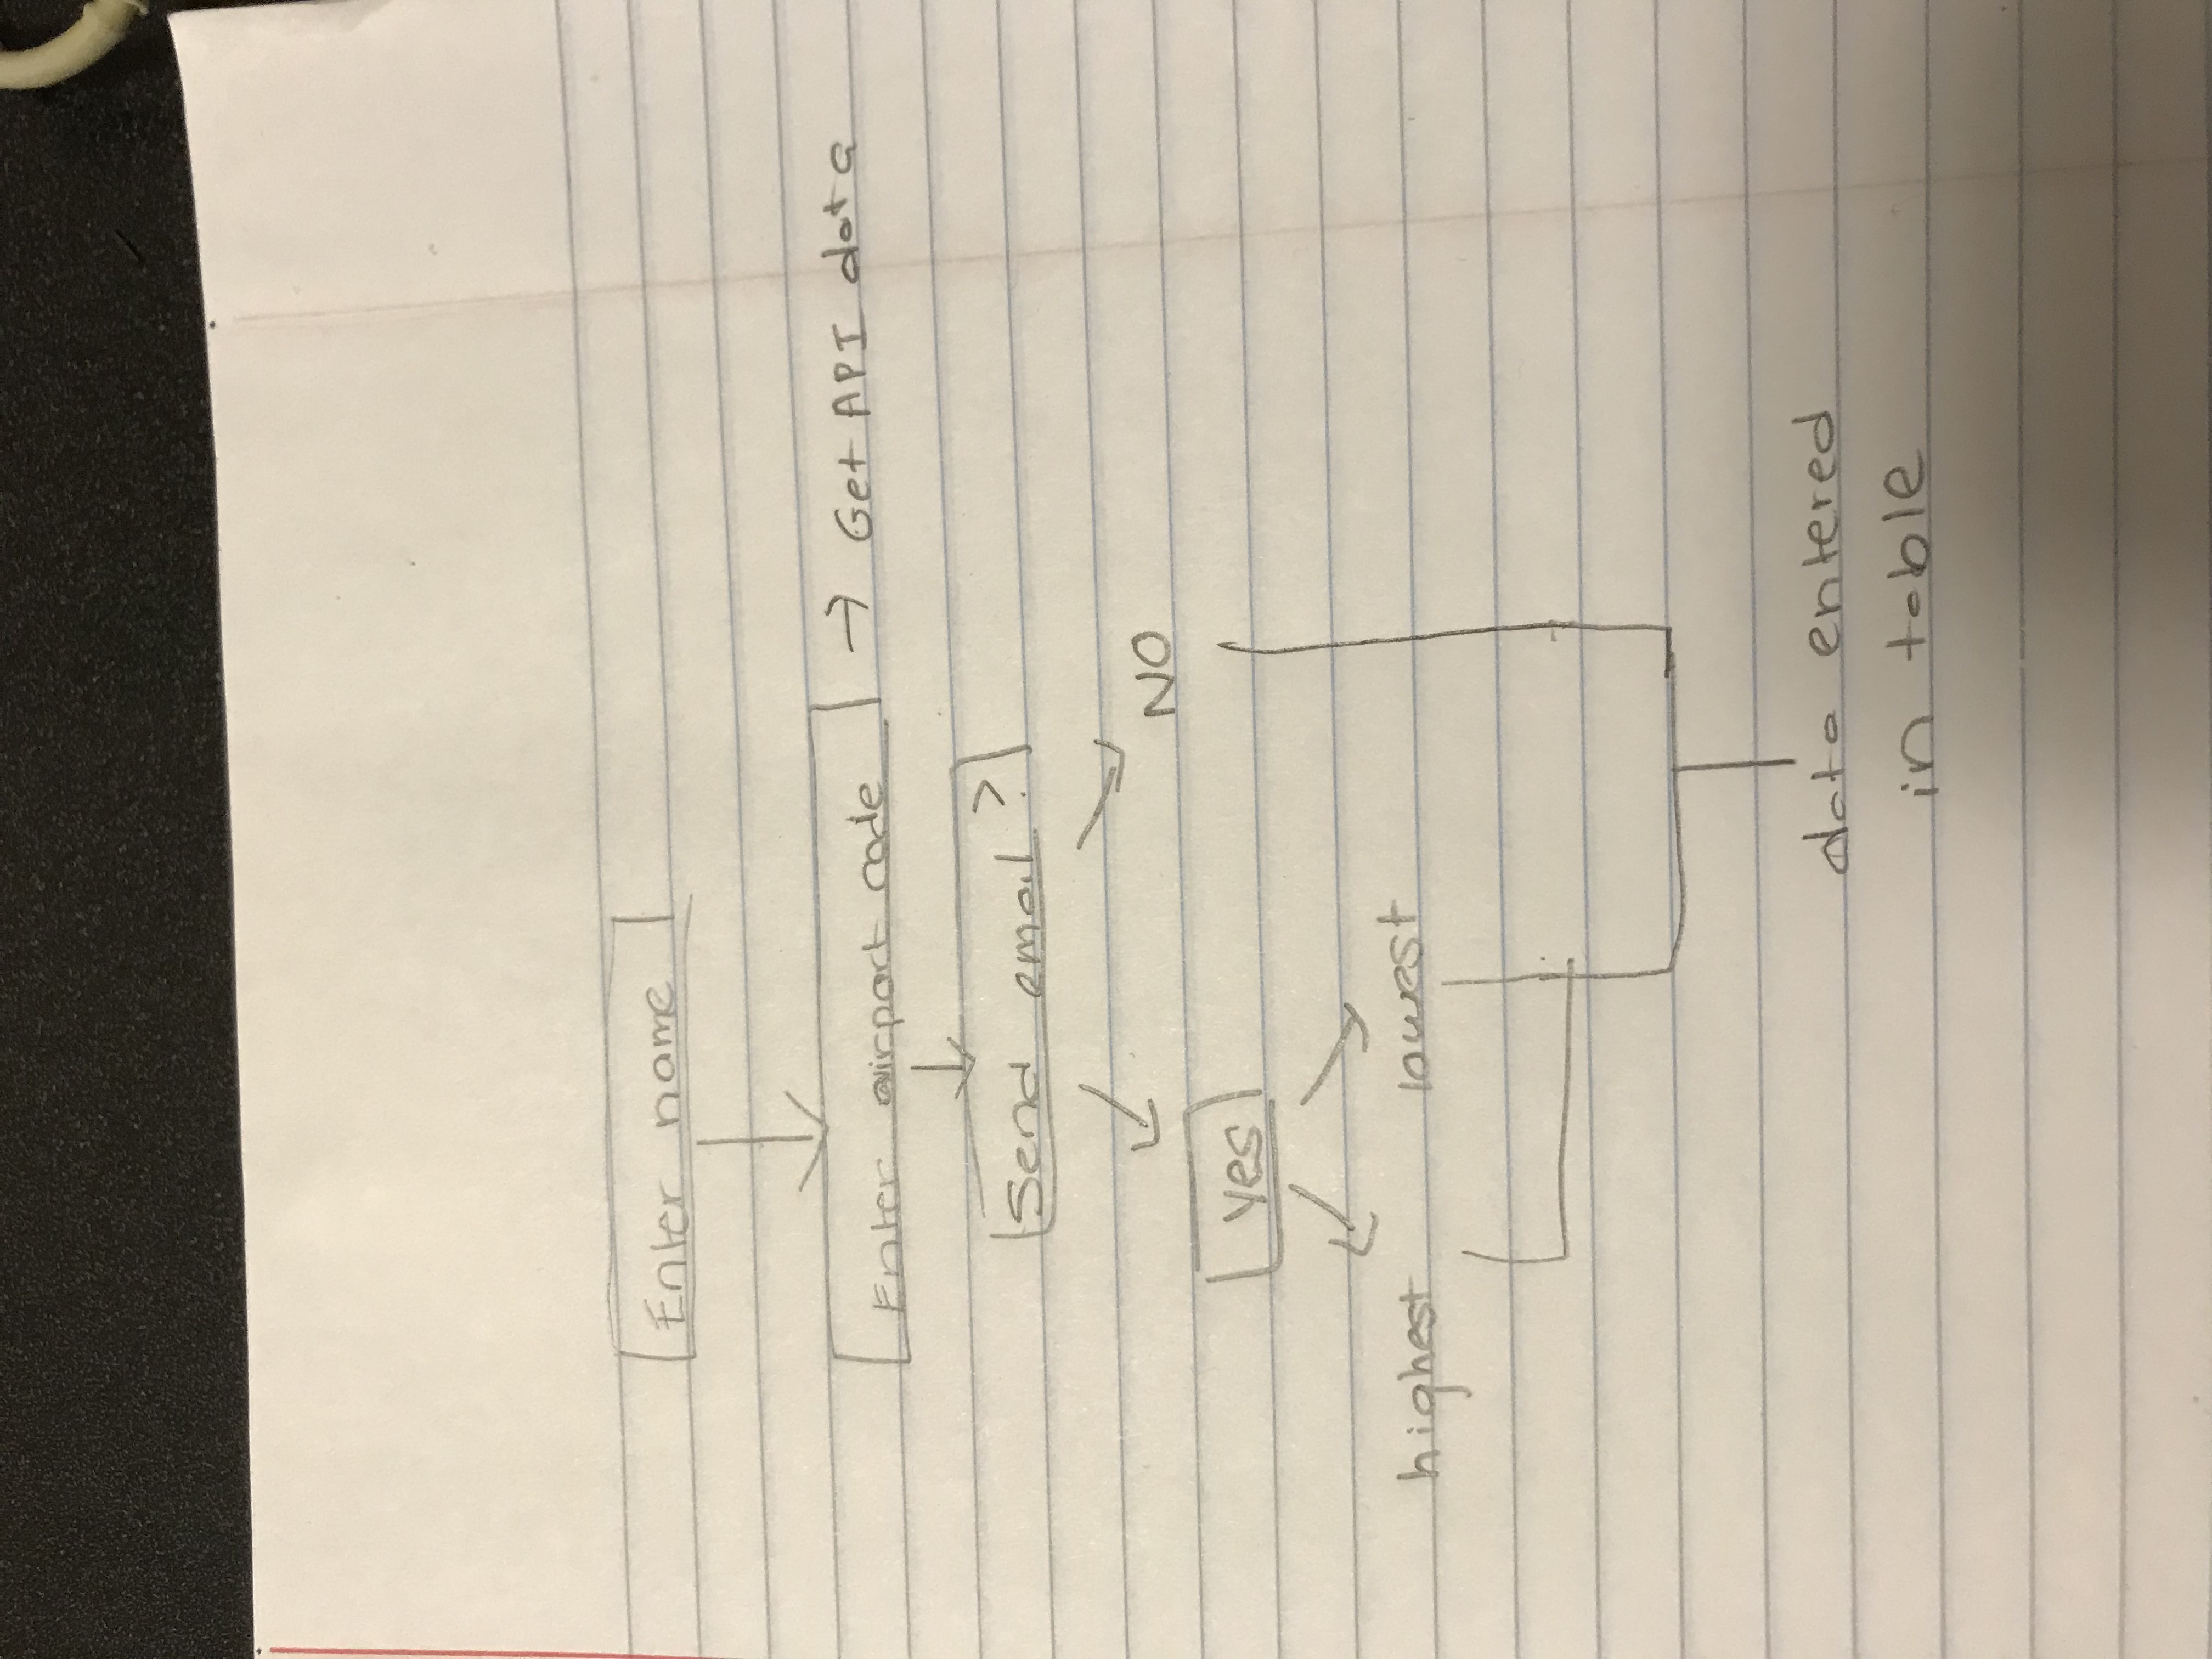 Enter name
Enter airport code → Get API data
Send email?
NO
yes
highest lowest
data entered
in table